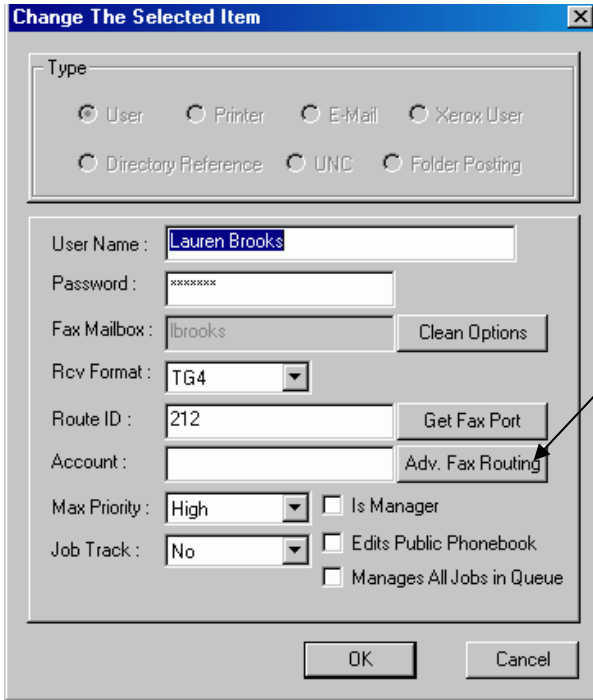 Change The Selected Item
Type
User Printer E-Mail Xerox User
Directory Reference UNC Folder Posting
User Name : Lauren Brooks
Password : *******
Fax Mailbox : lbrooks Clean Options
Rcv Format : TG4
Route ID : 212 Get Fax Port
Account : Adv. Fax Routing
Max Priority : High Is Manager
Job Track : No Edits Public Phonebook
Manages All Jobs in Queue
OK Cancel